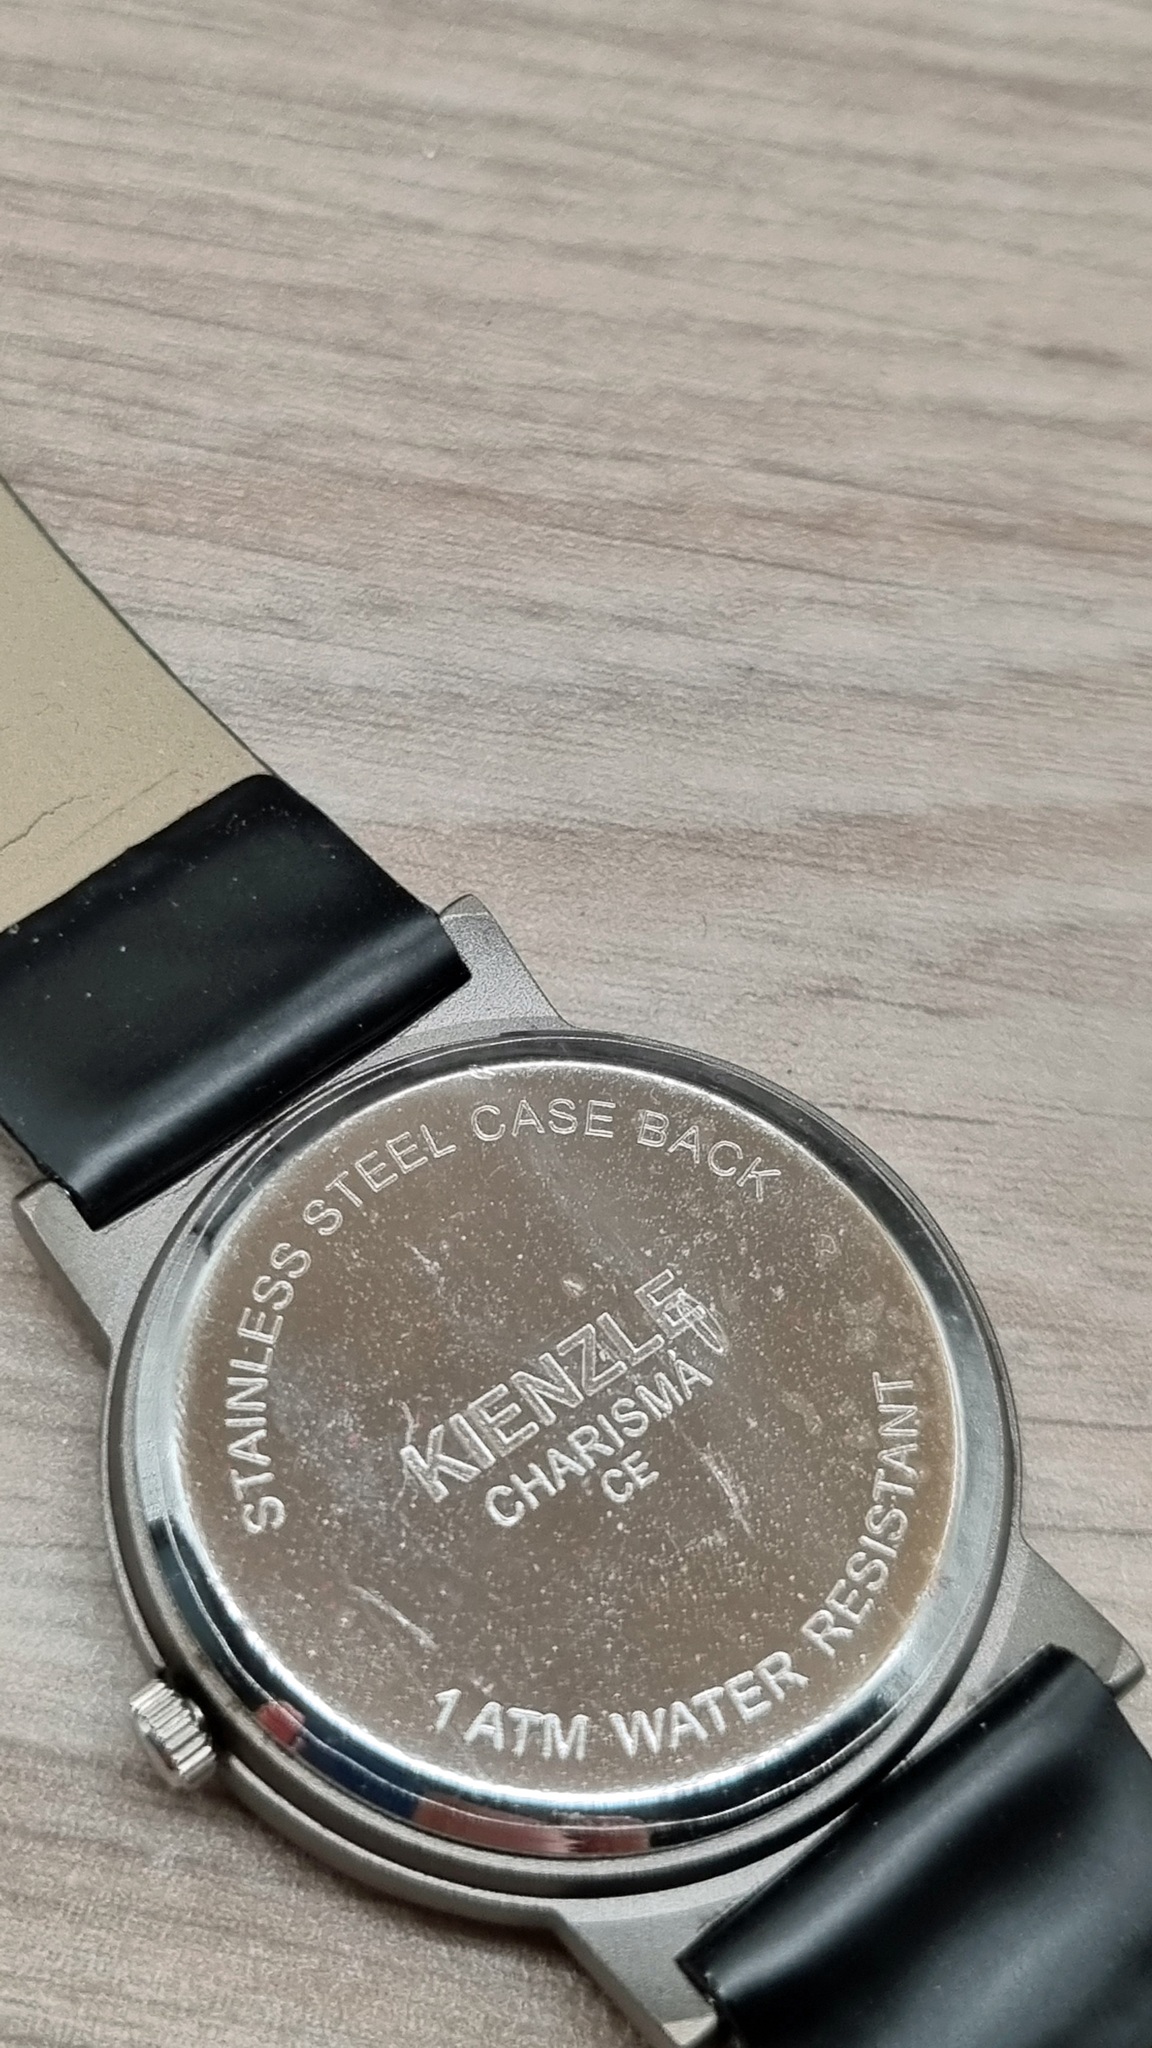 STAINLESS STEEL CASE BACK
KIENZLE
CHARISMA
CE
1 ATM WATER RESISTANT